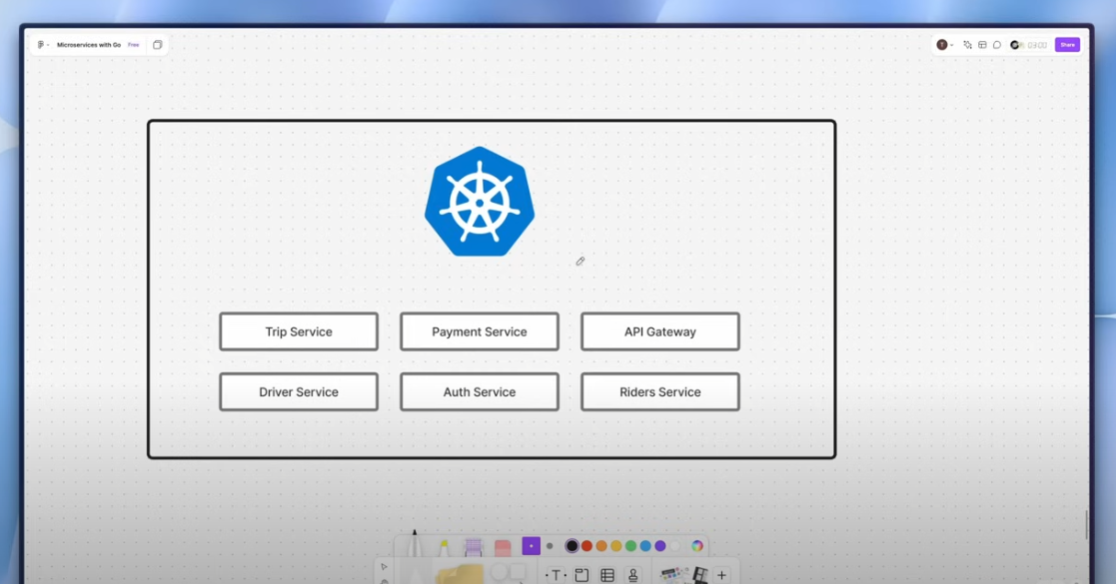 Microservices with Go Free
Share
Trip Service
Payment Service
API Gateway
Driver Service
Auth Service
Riders Service
T